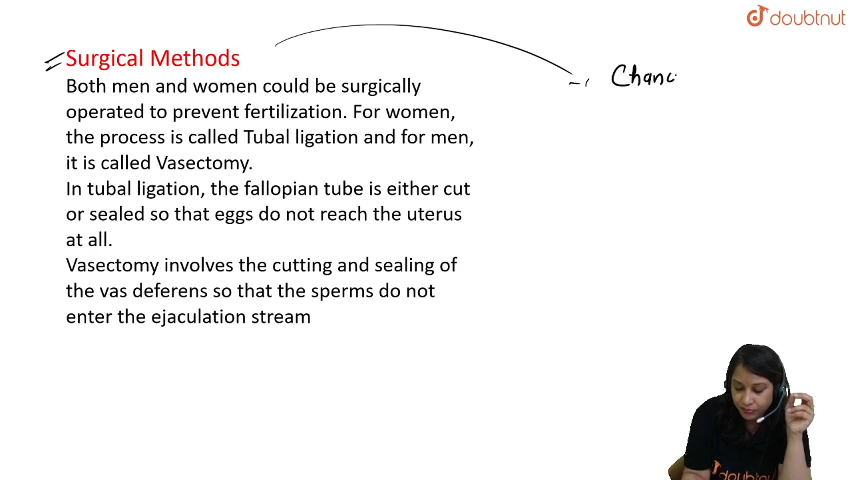 doubtnut
Surgical Methods
Both men and women could be surgically
operated to prevent fertilization. For women,
the process is called Tubal ligation and for men,
it is called Vasectomy.
In tubal ligation, the fallopian tube is either cut
or sealed so that eggs do not reach the uterus
at all.
Vasectomy involves the cutting and sealing of
the vas deferens so that the sperms do not
enter the ejaculation stream
Chanc
doubtnut